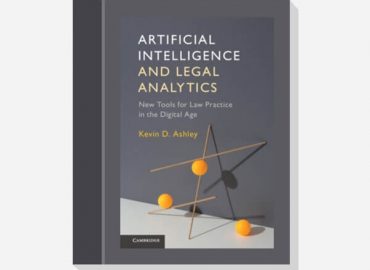 ARTIFICIAL
INTELLIGENCE
AND LEGAL
ANALYTICS
New Tools for Law Practice
in the Digital Age
Kevin D. Ashley
CAMBRIDGE